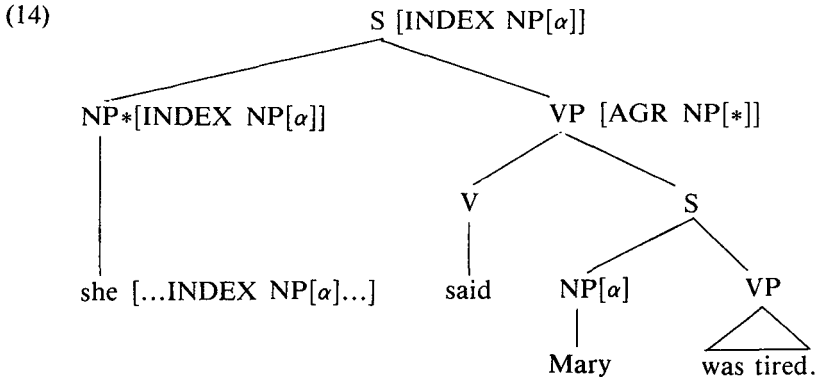 (14)
S [INDEX NP[α]]
NP*[INDEX NP[α]] VP [AGR NP[*]]
V S
she [...INDEX NP[α]...] said NP[α] VP
Mary was tired.